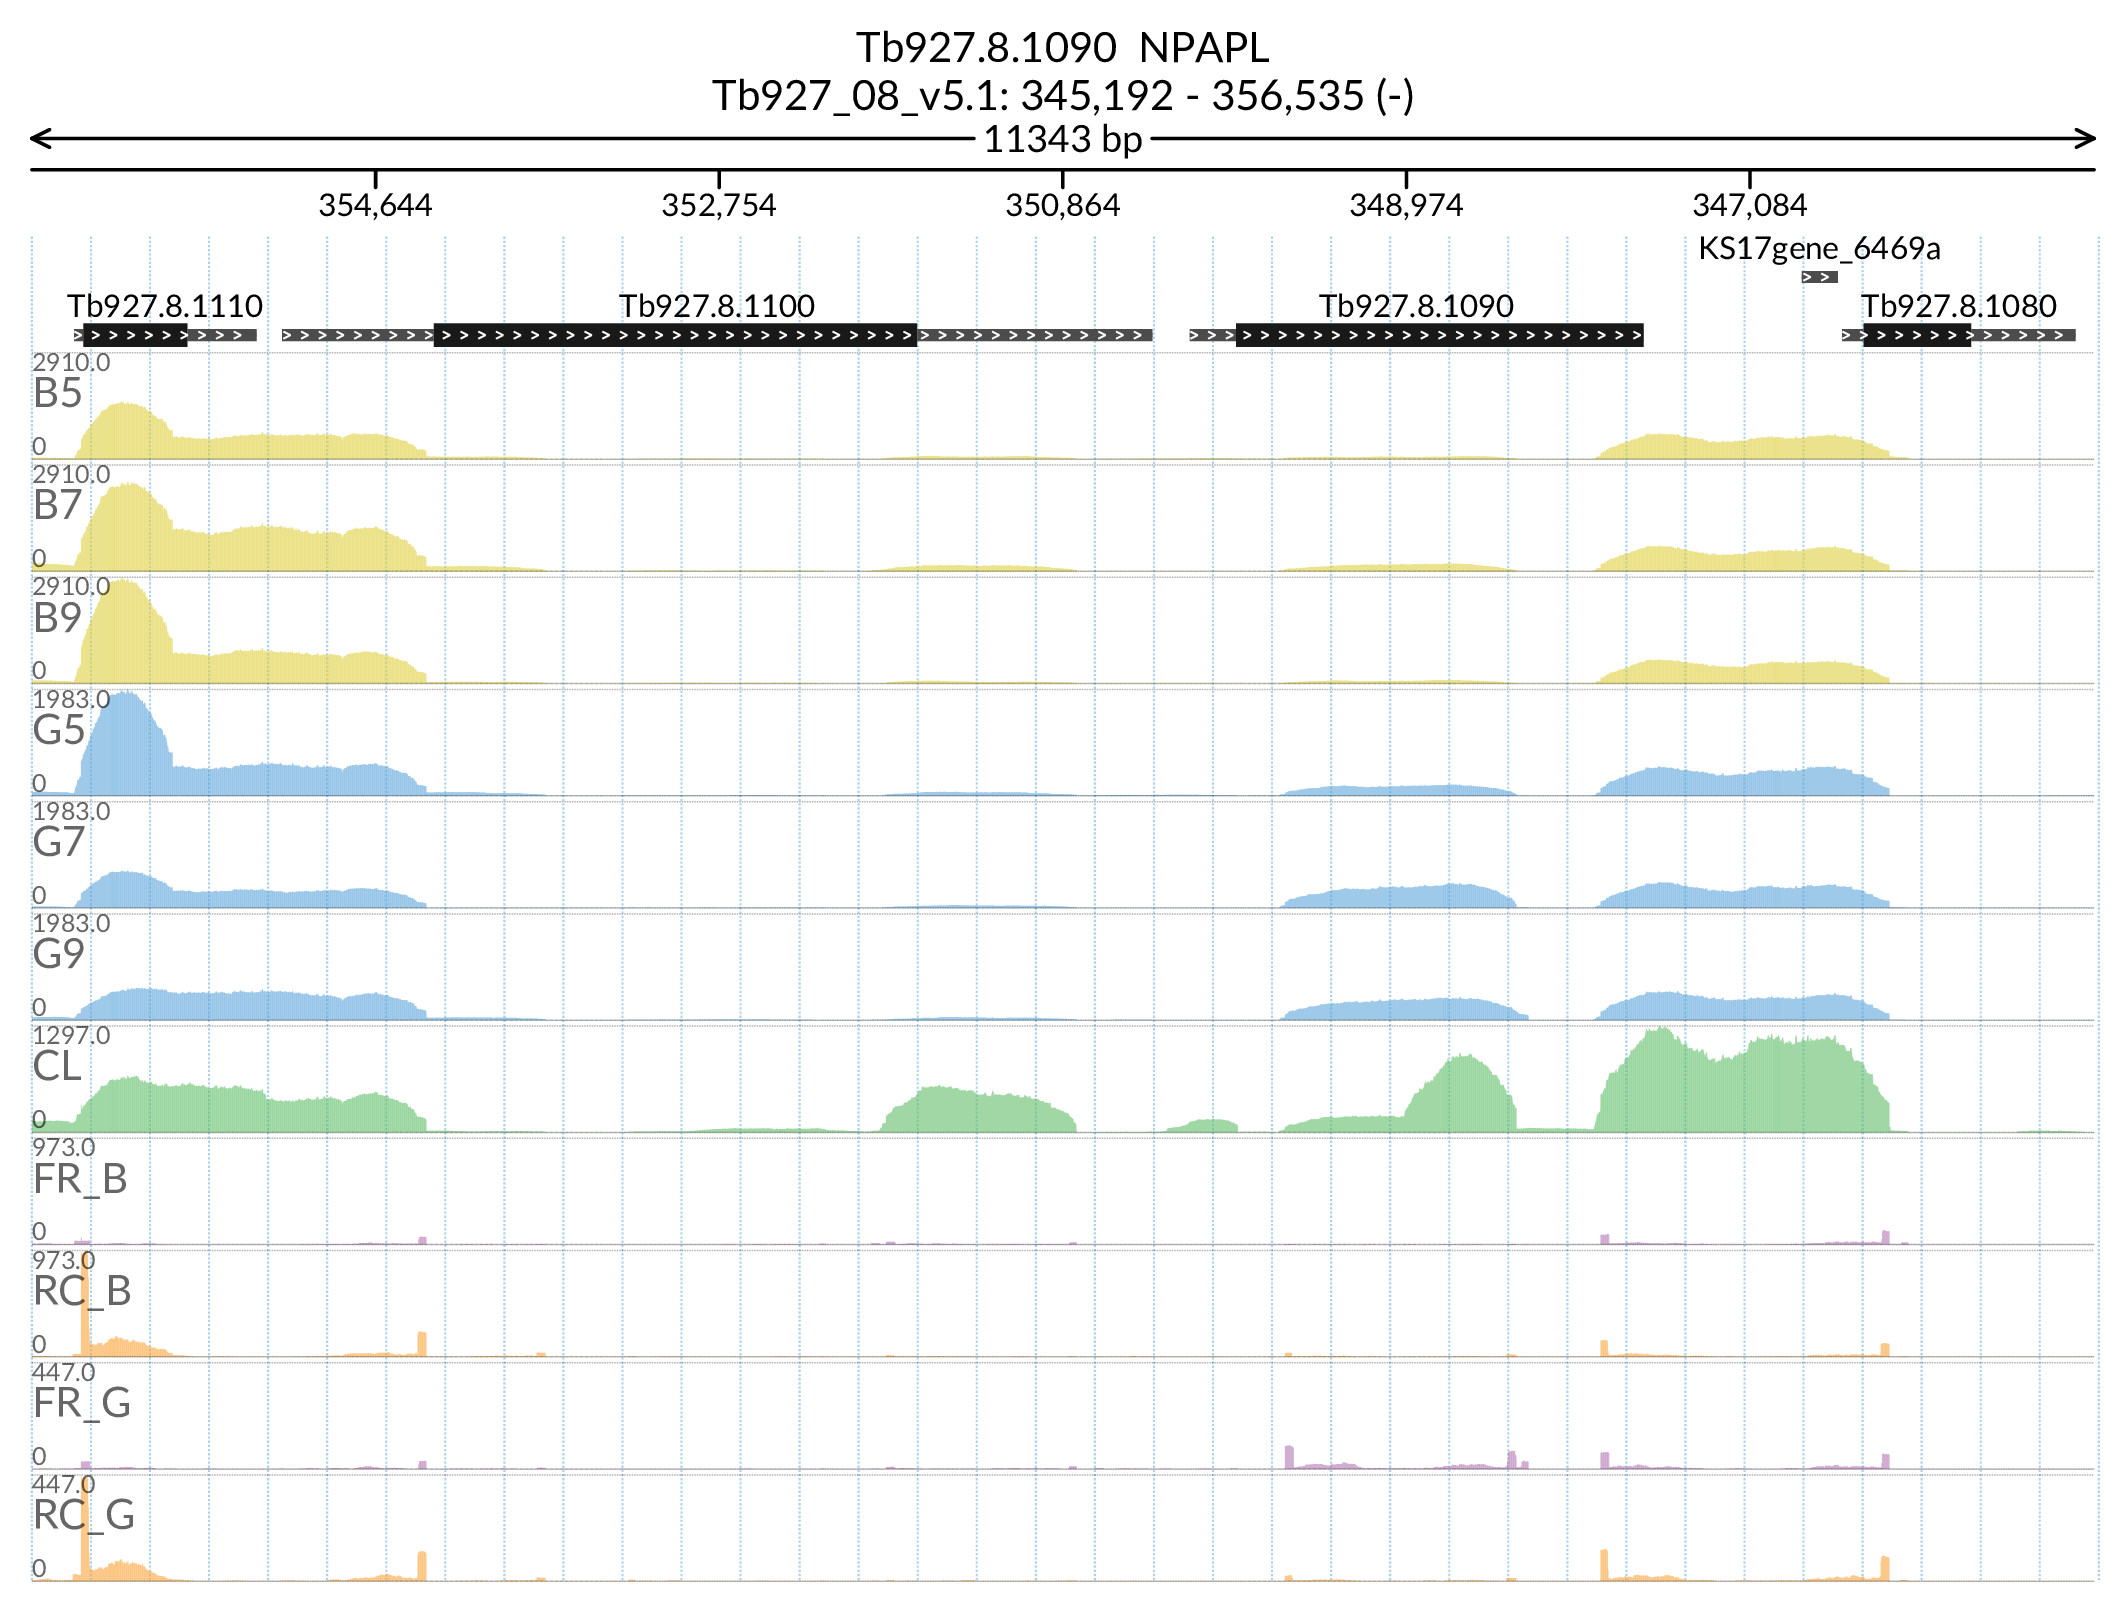 Tb927.8.1090  NPAPL
Tb927_08_v5.1: 345,192 - 356,535 (-)
11343 bp
354,644 352,754 350,864 348,974 347,084
KS17gene_6469a
Tb927.8.1110 Tb927.8.1100 Tb927.8.1090 Tb927.8.1080
2910.0
B5
0
2910.0
B7
0
2910.0
B9
0
1983.0
G5
0
1983.0
G7
0
1983.0
G9
0
1297.0
CL
0
973.0
FR_B
0
973.0
RC_B
0
447.0
FR_G
0
447.0
RC_G
0